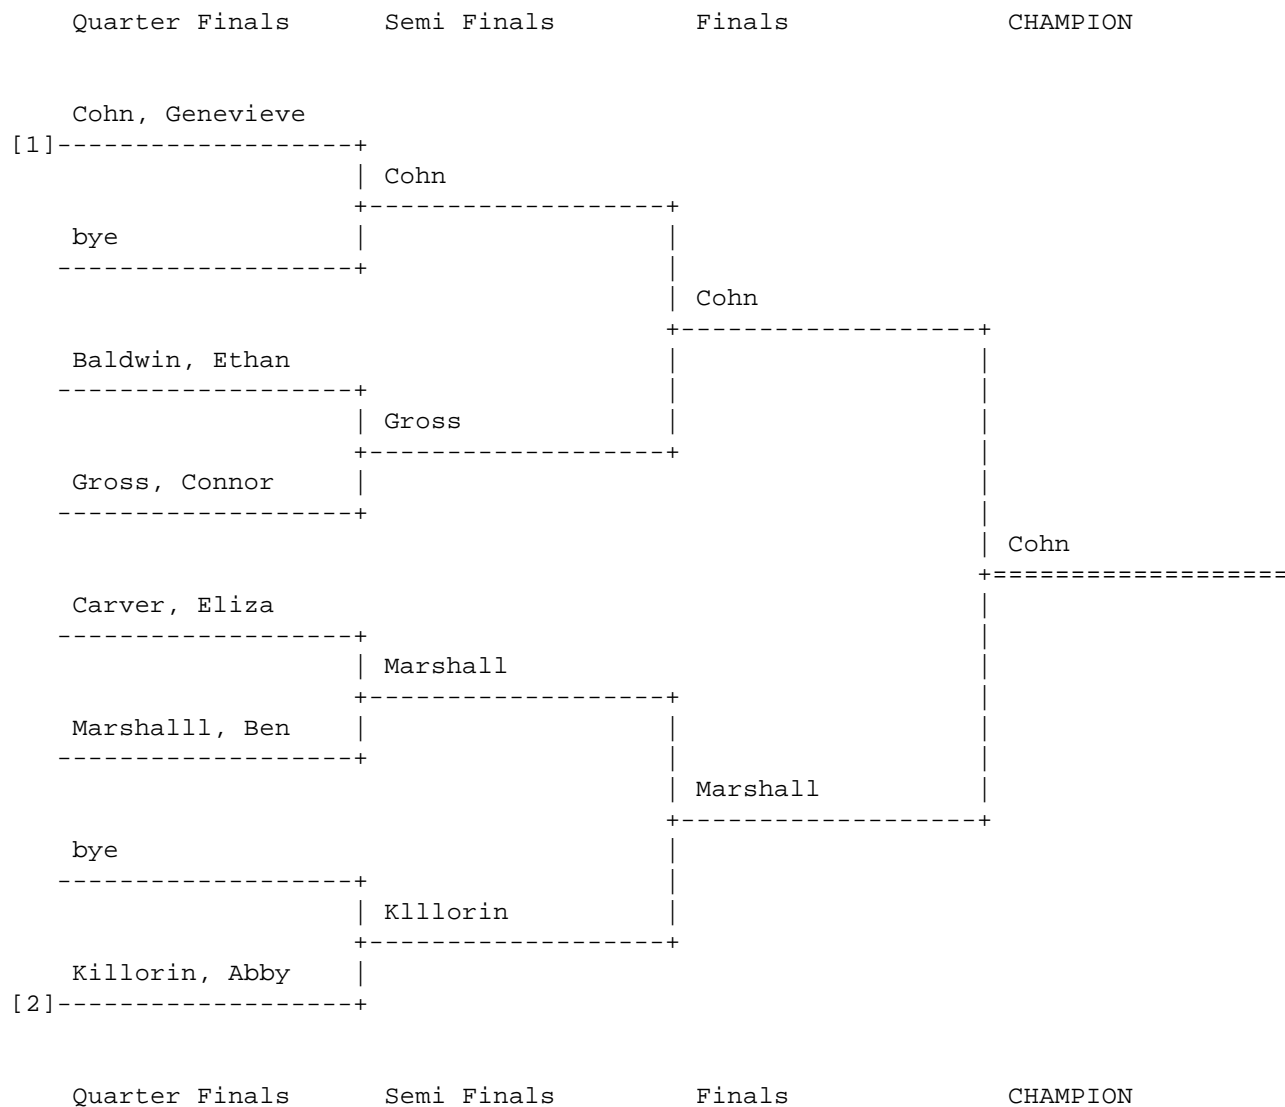 Quarter Finals Semi Finals Finals CHAMPION
Cohn, Genevieve
[1]-------------------+
| Cohn
+-------------------+
bye | |
-------------------+ |
| Cohn
+-------------------+
Baldwin, Ethan | |
-------------------+ | |
| Gross | |
+-------------------+ |
Gross, Connor | |
-------------------+ |
| Cohn
+===================
Carver, Eliza |
-------------------+ |
| Marshall |
+-------------------+ |
Marshalll, Ben | | |
-------------------+ | |
| Marshall |
+-------------------+
bye |
-------------------+ |
| Klllorin |
+-------------------+
Killorin, Abby |
[2]-------------------+
Quarter Finals Semi Finals Finals CHAMPION